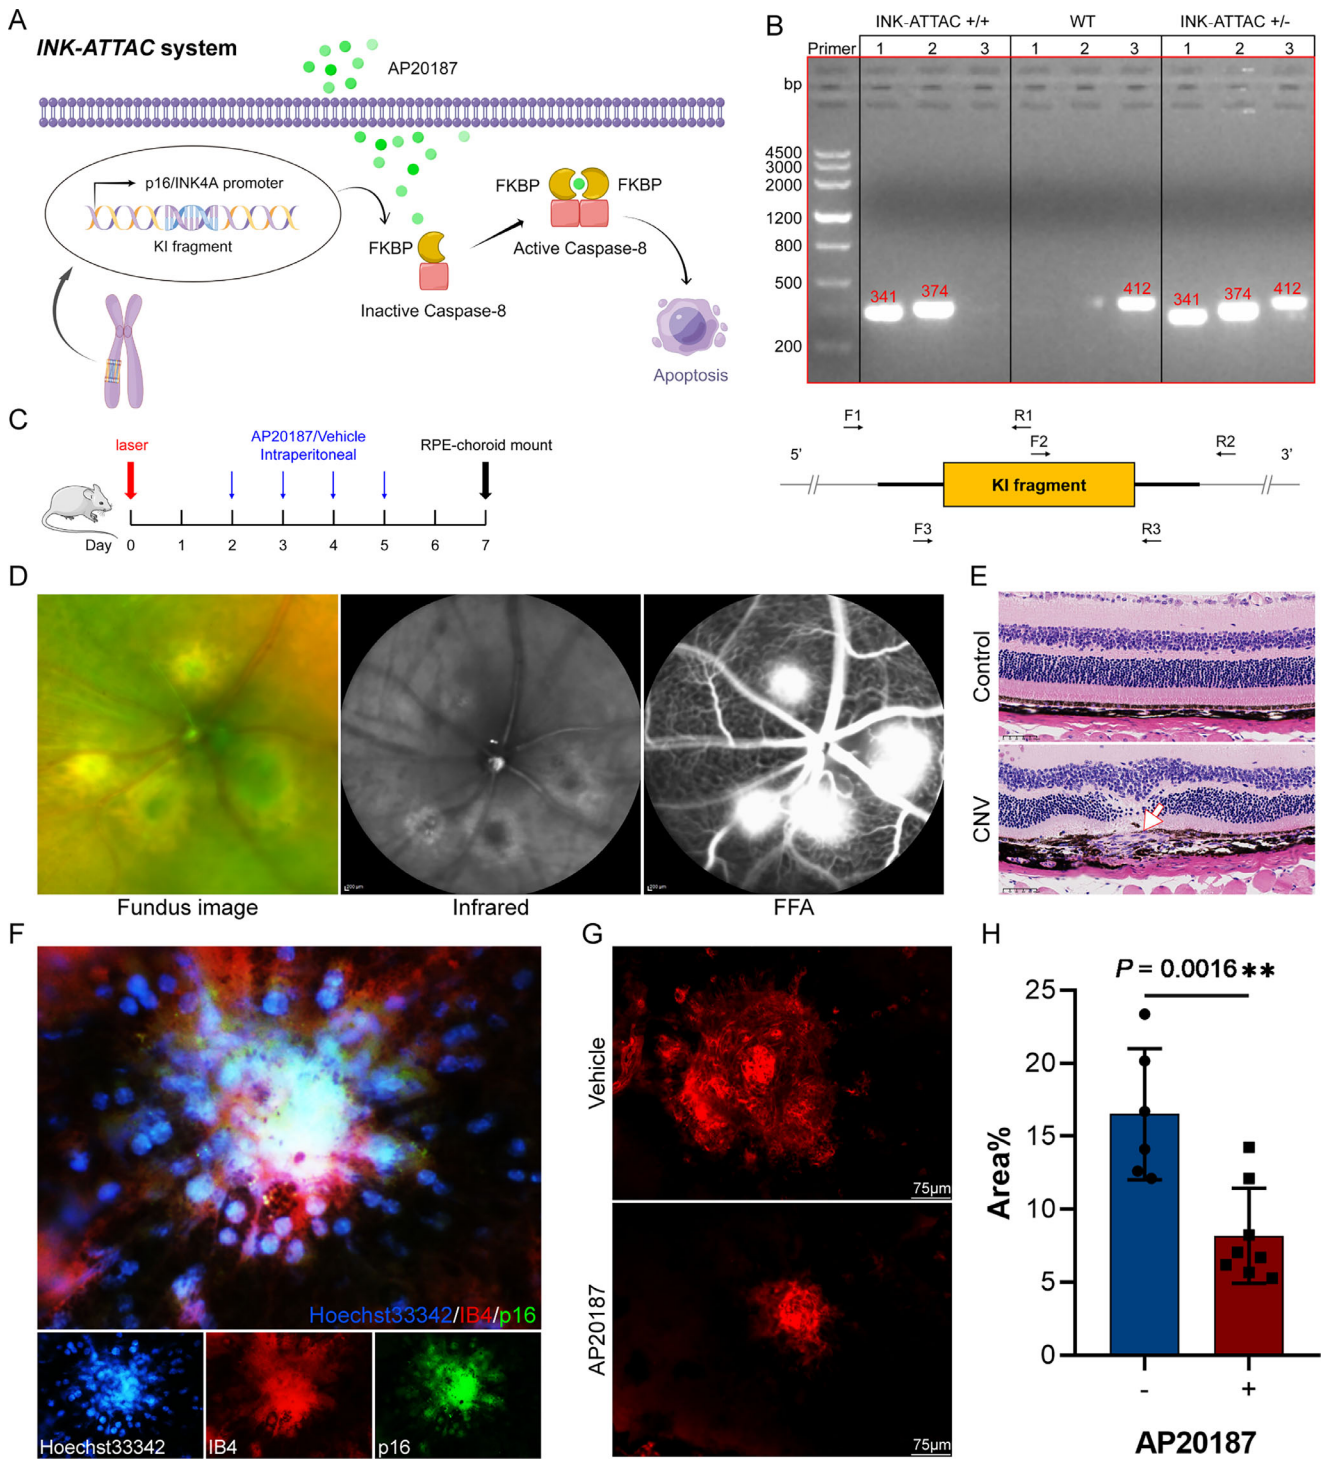 A
INK-ATTAC system
AP20187
p16/INK4A promoter
KI fragment
FKBP
Inactive Caspase-8
FKBP
FKBP
Active Caspase-8
Apoptosis
B
INK-ATTAC +/+
WT
INK-ATTAC +/-
Primer 1 2 3 1 2 3 1 2 3
bp
4500
3000
2000
1200
800
500
200
341 374 412 341 374 412
F1
R1
F2
R2
5’
3’
KI fragment
F3
R3
C
laser
AP20187/Vehicle
Intraperitoneal
RPE-choroid mount
Day 0 1 2 3 4 5 6 7
D
Fundus image
Infrared
FFA
200 µm
200 µm
E
Control
CNV
F
Hoechst33342/IB4/p16
Hoechst33342
IB4
p16
G
Vehicle
75µm
AP20187
75µm
H
P = 0.0016 **
Area%
25
20
15
10
5
0
- +
AP20187